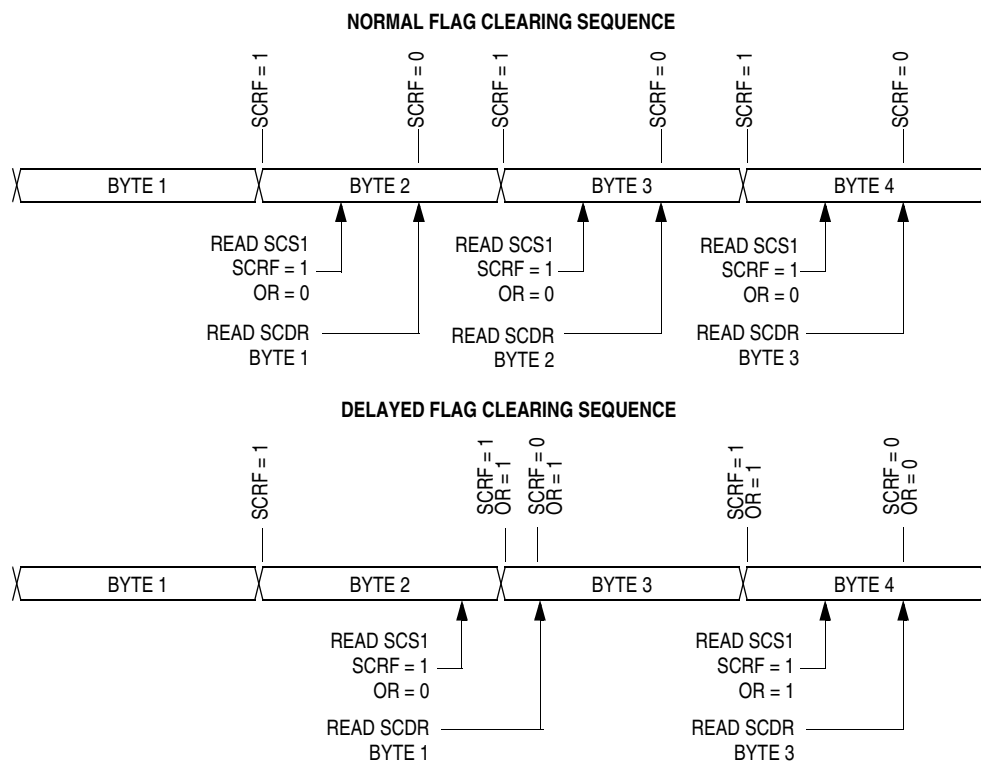 NORMAL FLAG CLEARING SEQUENCE
SCRF = 1
SCRF = 0
SCRF = 1
SCRF = 0
SCRF = 1
SCRF = 0
BYTE 1
BYTE 2
BYTE 3
BYTE 4
READ SCS1
SCRF = 1
OR = 0
READ SCDR
BYTE 1
READ SCS1
SCRF = 1
OR = 0
READ SCDR
BYTE 2
READ SCS1
SCRF = 1
OR = 0
READ SCDR
BYTE 3
DELAYED FLAG CLEARING SEQUENCE
SCRF = 1
SCRF = 1
OR = 1
SCRF = 0
OR = 1
SCRF = 1
OR = 1
SCRF = 0
OR = 0
BYTE 1
BYTE 2
BYTE 3
BYTE 4
READ SCS1
SCRF = 1
OR = 0
READ SCDR
BYTE 1
READ SCS1
SCRF = 1
OR = 1
READ SCDR
BYTE 3